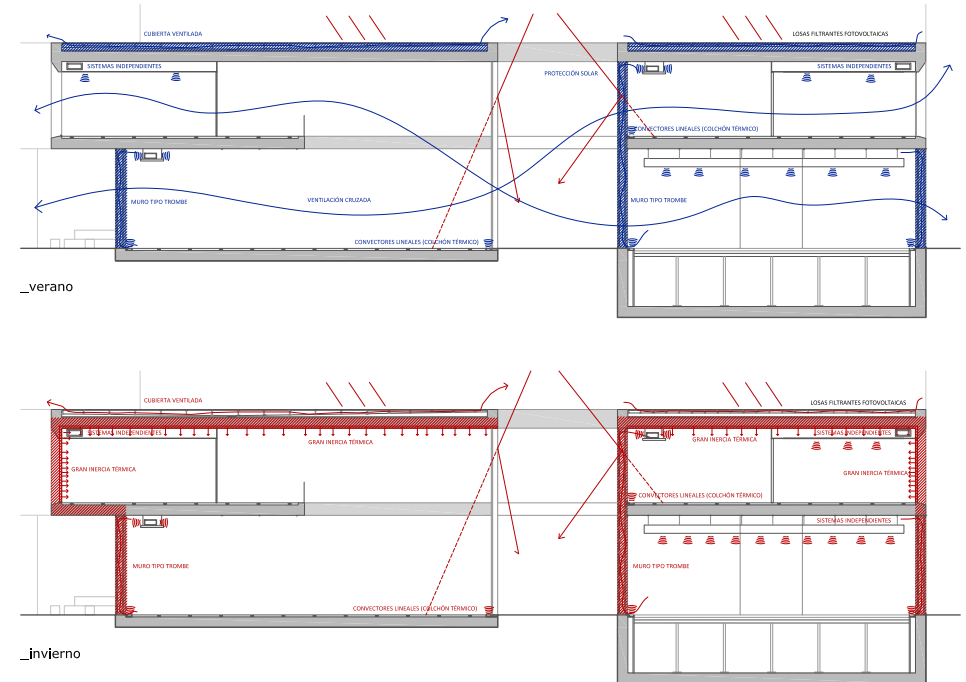 CUBIERTA VENTILADA
LOSAS FILTRANTES FOTOVOLTAICAS
SISTEMAS INDEPENDIENTES
PROTECCIÓN SOLAR
SISTEMAS INDEPENDIENTES
CONVECTORES LINEALES (COLCHÓN TÉRMICO)
MURO TIPO TROMBE
VENTILACIÓN CRUZADA
MURO TIPO TROMBE
CONVECTORES LINEALES (COLCHÓN TÉRMICO)
_verano
CUBIERTA VENTILADA
LOSAS FILTRANTES FOTOVOLTAICAS
SISTEMAS INDEPENDIENTES
GRAN INERCIA TÉRMICA
GRAN INERCIA TÉRMICA
SISTEMAS INDEPENDIENTES
GRAN INERCIA TÉRMICA
GRAN INERCIA TÉRMICA
CONVECTORES LINEALES (COLCHÓN TÉRMICO)
SISTEMAS INDEPENDIENTES
MURO TIPO TROMBE
MURO TIPO TROMBE
CONVECTORES LINEALES (COLCHÓN TÉRMICO)
_invierno